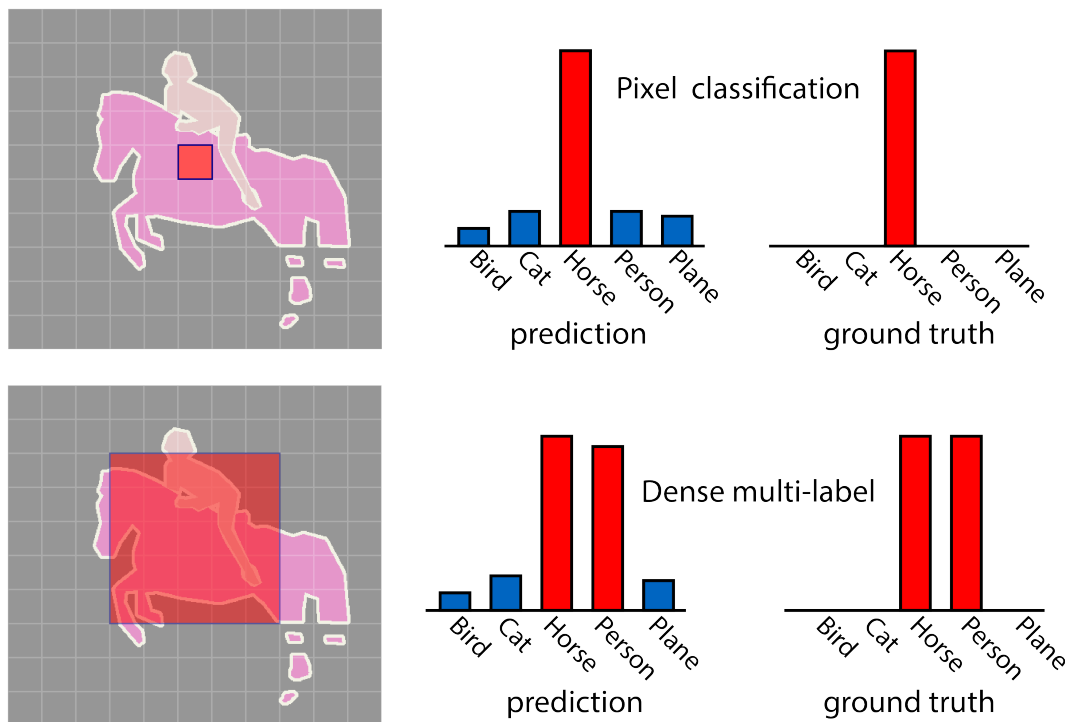 Pixel classification
Bird Cat Horse Person Plane
Bird Cat Horse Person Plane
prediction
ground truth
Dense multi-label
Bird Cat Horse Person Plane
Bird Cat Horse Person Plane
prediction
ground truth